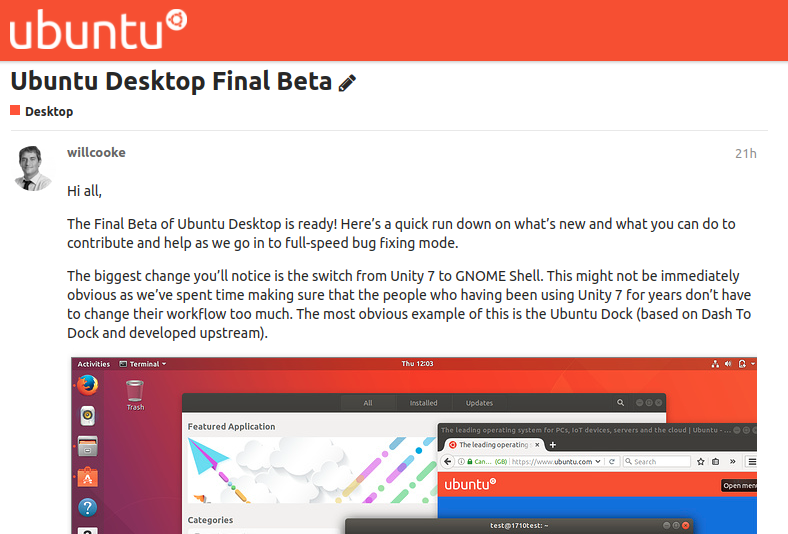 ubuntu
Ubuntu Desktop Final Beta
Desktop
willcooke
21h
Hi all,
The Final Beta of Ubuntu Desktop is ready! Here’s a quick run down on what’s new and what you can do to
contribute and help as we go in to full-speed bug fixing mode.
The biggest change you’ll notice is the switch from Unity 7 to GNOME Shell. This might not be immediately
obvious as we’ve spent time making sure that the people who having been using Unity 7 for years don’t have
to change their workflow too much. The most obvious example of this is the Ubuntu Dock (based on Dash To
Dock and developed upstream).
Activities Terminal Thu 12:03
Trash
All Installed Updates
Featured Application
The leading operating system for PCs, IoT devices, servers and the cloud | Ubuntu - ...
The leading operating
Can... (GB) https://www.ubuntu.com Search
ubuntu
Open men
Categories
test@1710test: ~